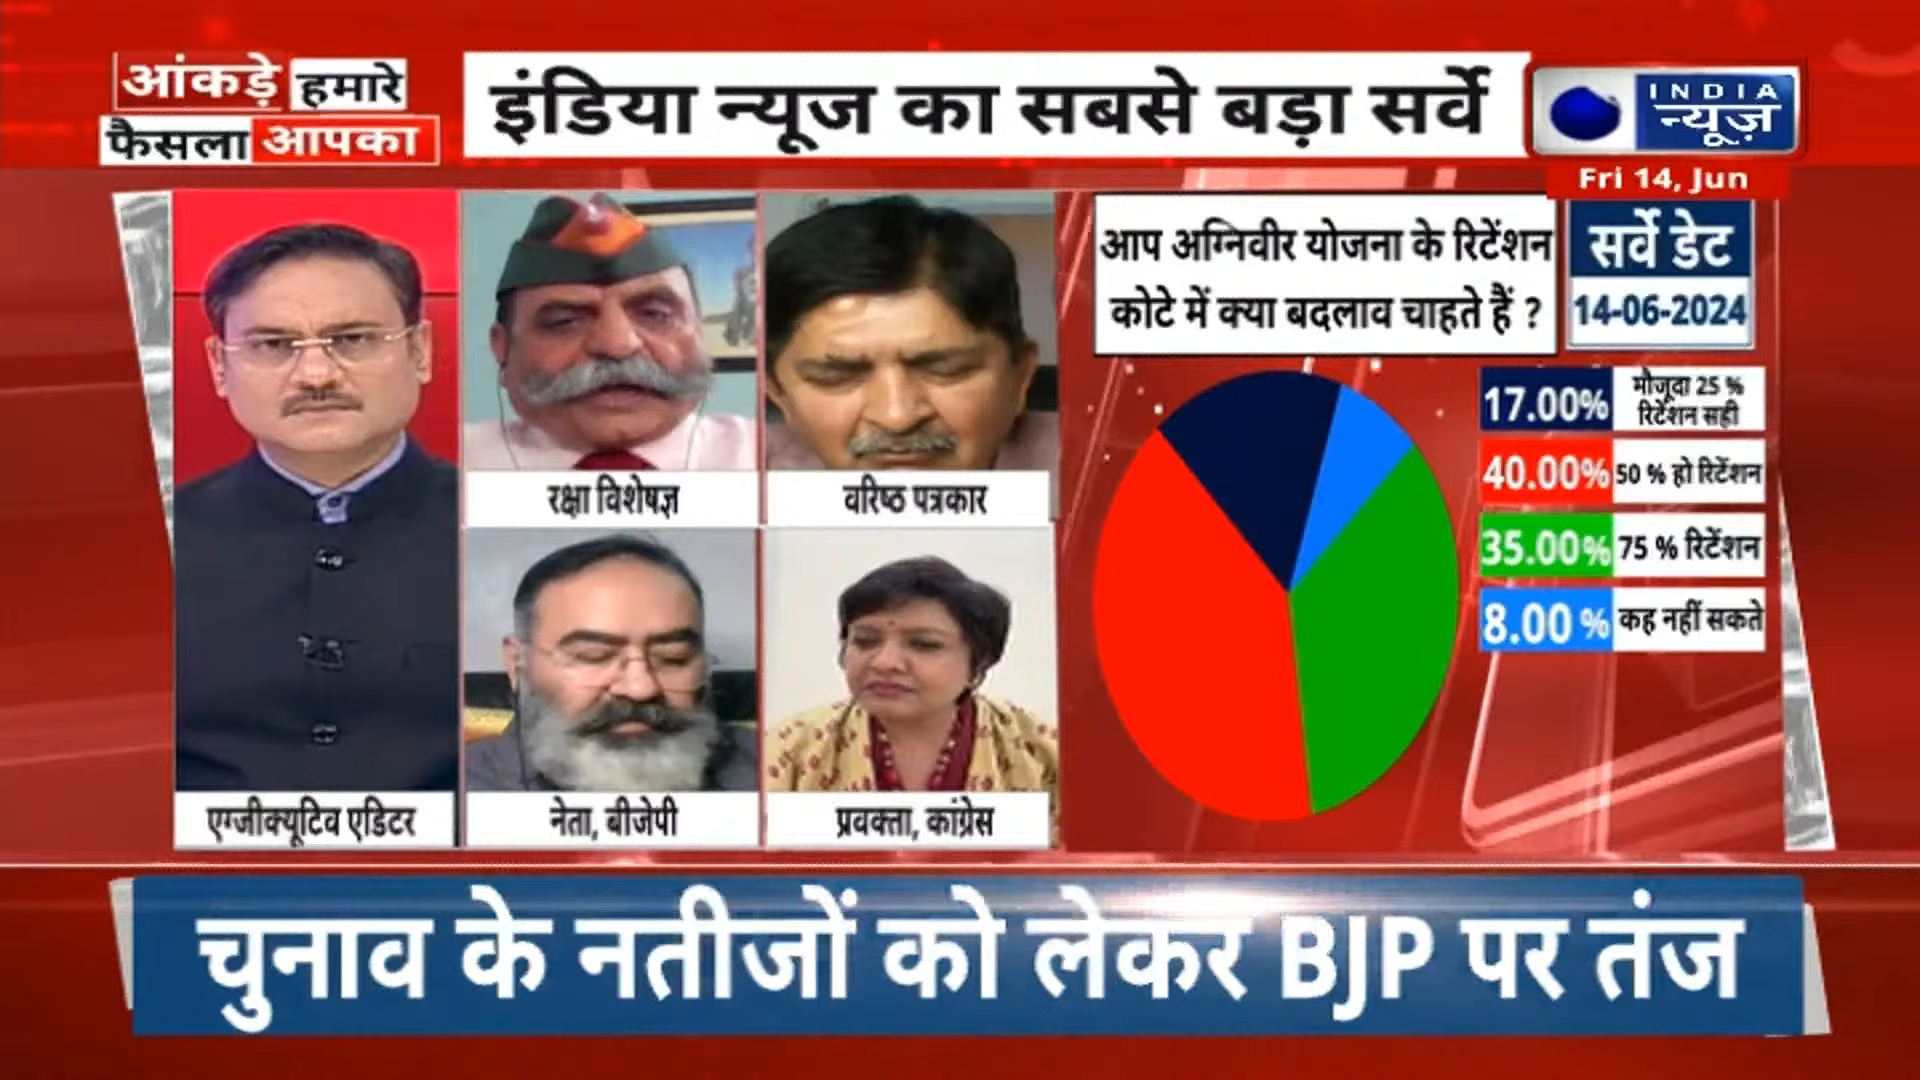 आंकड़े हमारे
फैसला आपका
इंडिया न्यूज का सबसे बड़ा सर्वे
INDIA
न्यूज़
Fri 14, Jun
आप अग्निवीर योजना के रिटेंशन
कोटे में क्या बदलाव चाहते हैं ?
सर्वे डेट
14-06-2024
17.00% मौजूदा 25 %
रिटेंशन सही
40.00% 50 % हो रिटेंशन
35.00% 75 % रिटेंशन
8.00 % कह नहीं सकते
रक्षा विशेषज्ञ
वरिष्ठ पत्रकार
एग्जीक्यूटिव एडिटर
नेता, बीजेपी
प्रवक्ता, कांग्रेस
चुनाव के नतीजों को लेकर BJP पर तंज